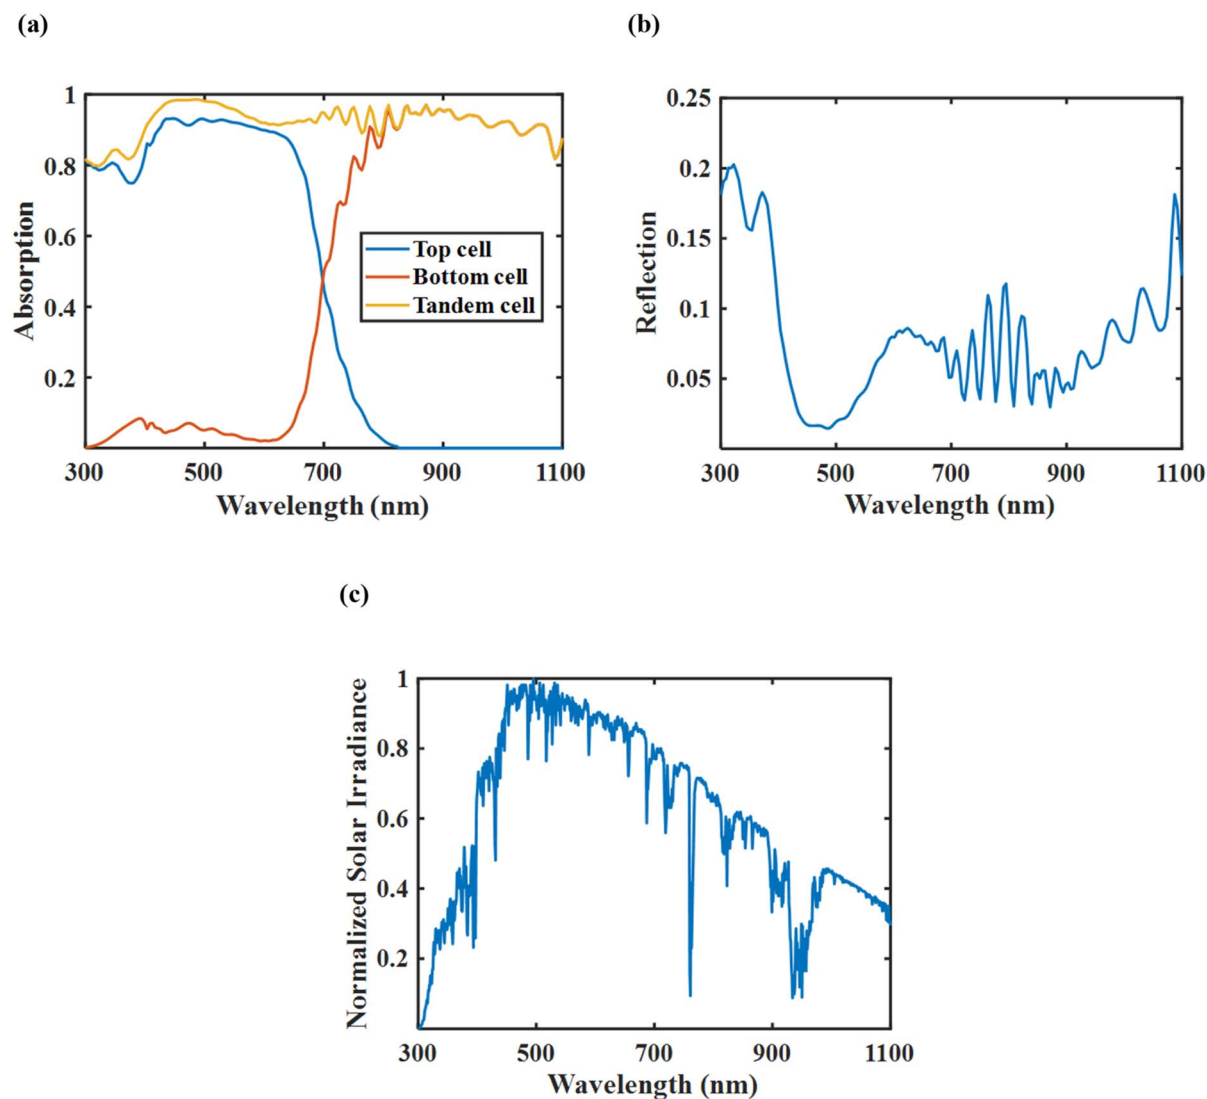 (a)
(b)
1
0.8
0.6
0.4
0.2
300 500 700 900 1100
Absorption
Wavelength (nm)
Top cell
Bottom cell
Tandem cell
0.25
0.2
0.15
0.1
0.05
300 500 700 900 1100
Reflection
Wavelength (nm)
(c)
1
0.8
0.6
0.4
0.2
300 500 700 900 1100
Normalized Solar Irradiance
Wavelength (nm)